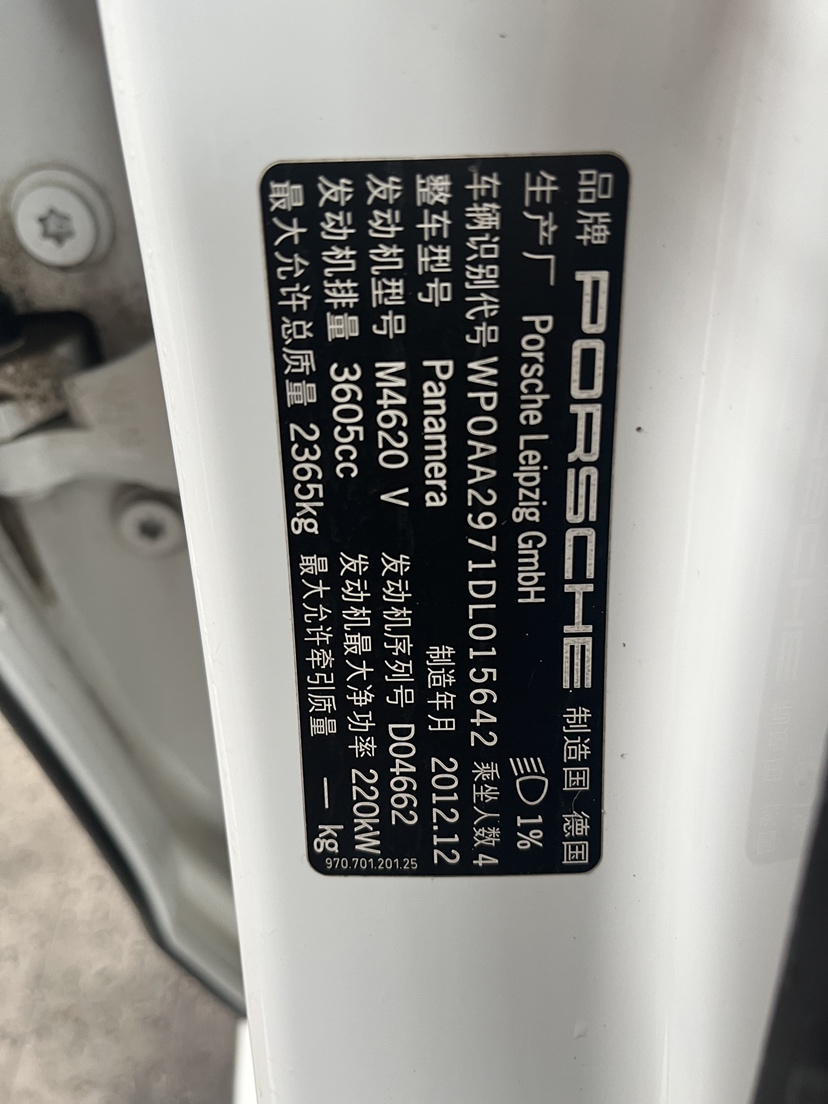 品牌 PORSCHE 制造国 德国
生产厂 Porsche Leipzig GmbH 1%
车辆识别代号 WP0AA2971DL015642 乘坐人数 4
整车型号 Panamera 制造年月 2012.12
发动机型号 M4620 V 发动机序列号 D04662
发动机排量 3605cc 发动机最大净功率 220kW
最大允许总质量 2365kg 最大允许牵引质量 — kg
970.701.201.25